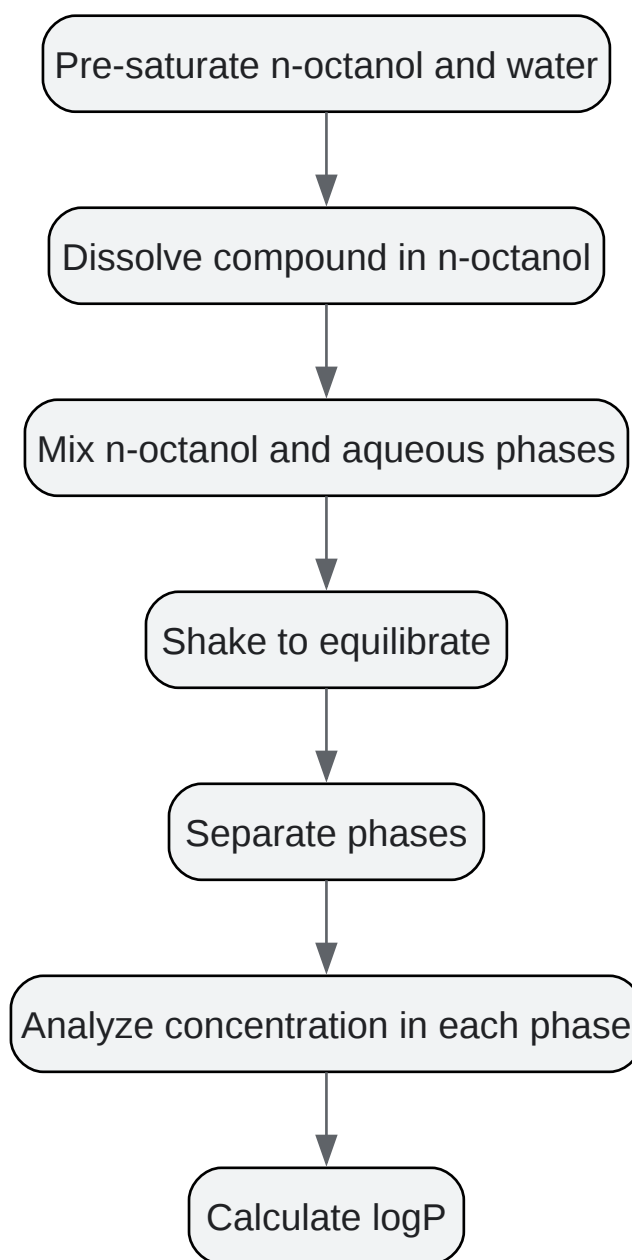 Pre-saturate n-octanol and water
Dissolve compound in n-octanol
Mix n-octanol and aqueous phases
Shake to equilibrate
Separate phases
Analyze concentration in each phase
Calculate logP